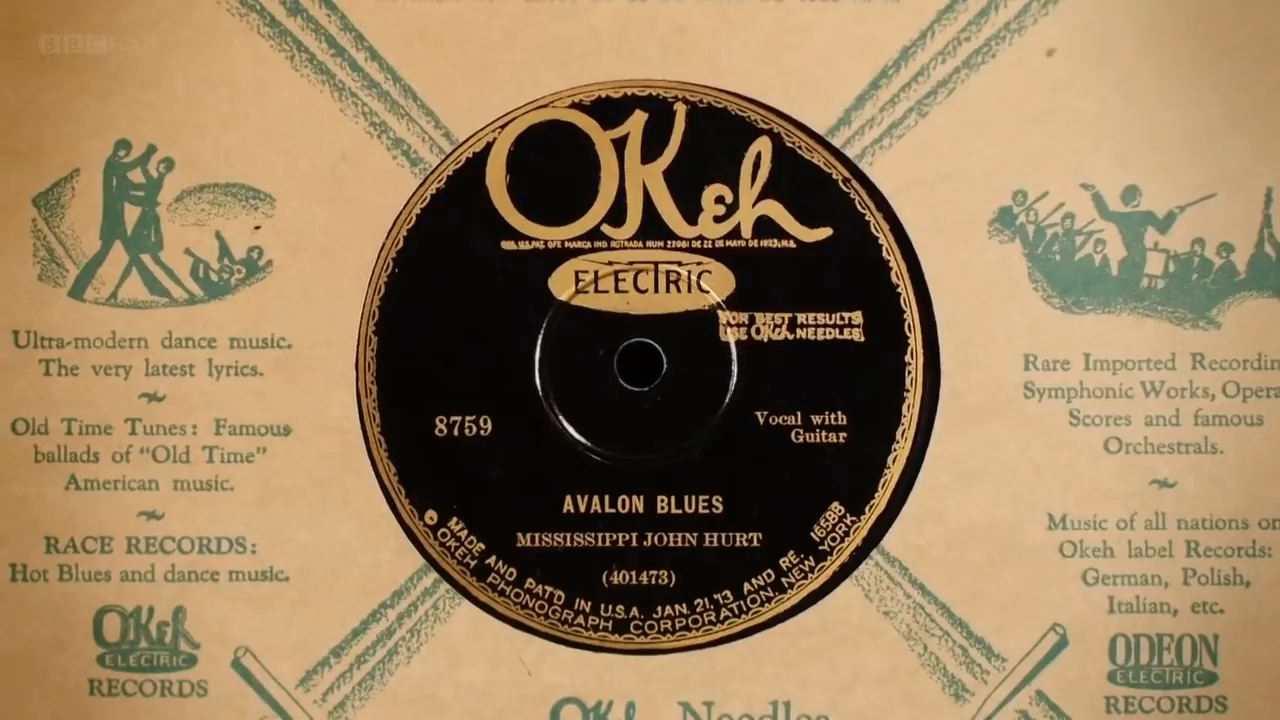 BBC
OKeh
ELECTRIC
FOR BEST RESULTS
USE OKeh NEEDLES
8759
Vocal with
Guitar
AVALON BLUES
MISSISSIPPI JOHN HURT
(401473)
MADE AND PAT'D IN U.S.A. JAN. 21, '13 AND RE. 16588
OKEH PHONOGRAPH CORPORATION, NEW YORK
Ultra-modern dance music.
The very latest lyrics.
Old Time Tunes: Famous
ballads of "Old Time"
American music.
RACE RECORDS:
Hot Blues and dance music.
OKeh
ELECTRIC
RECORDS
Rare Imported Recordin
Symphonic Works, Opera
Scores and famous
Orchestrals.
Music of all nations on
Okeh label Records:
German, Polish,
Italian, etc.
ODEON
ELECTRIC
RECORDS
OKeh Needles